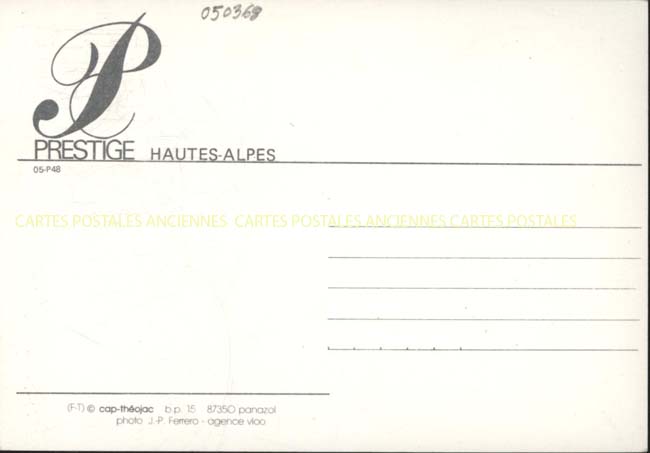 050368
P
PRESTIGE HAUTES-ALPES
05-P48
CARTES POSTALES ANCIENNES CARTES POSTALES ANCIENNES CARTES POSTALES
(F-T) © cap-théojac b.p. 15 87350 panazol
photo J.-P. Ferrero - agence vloo